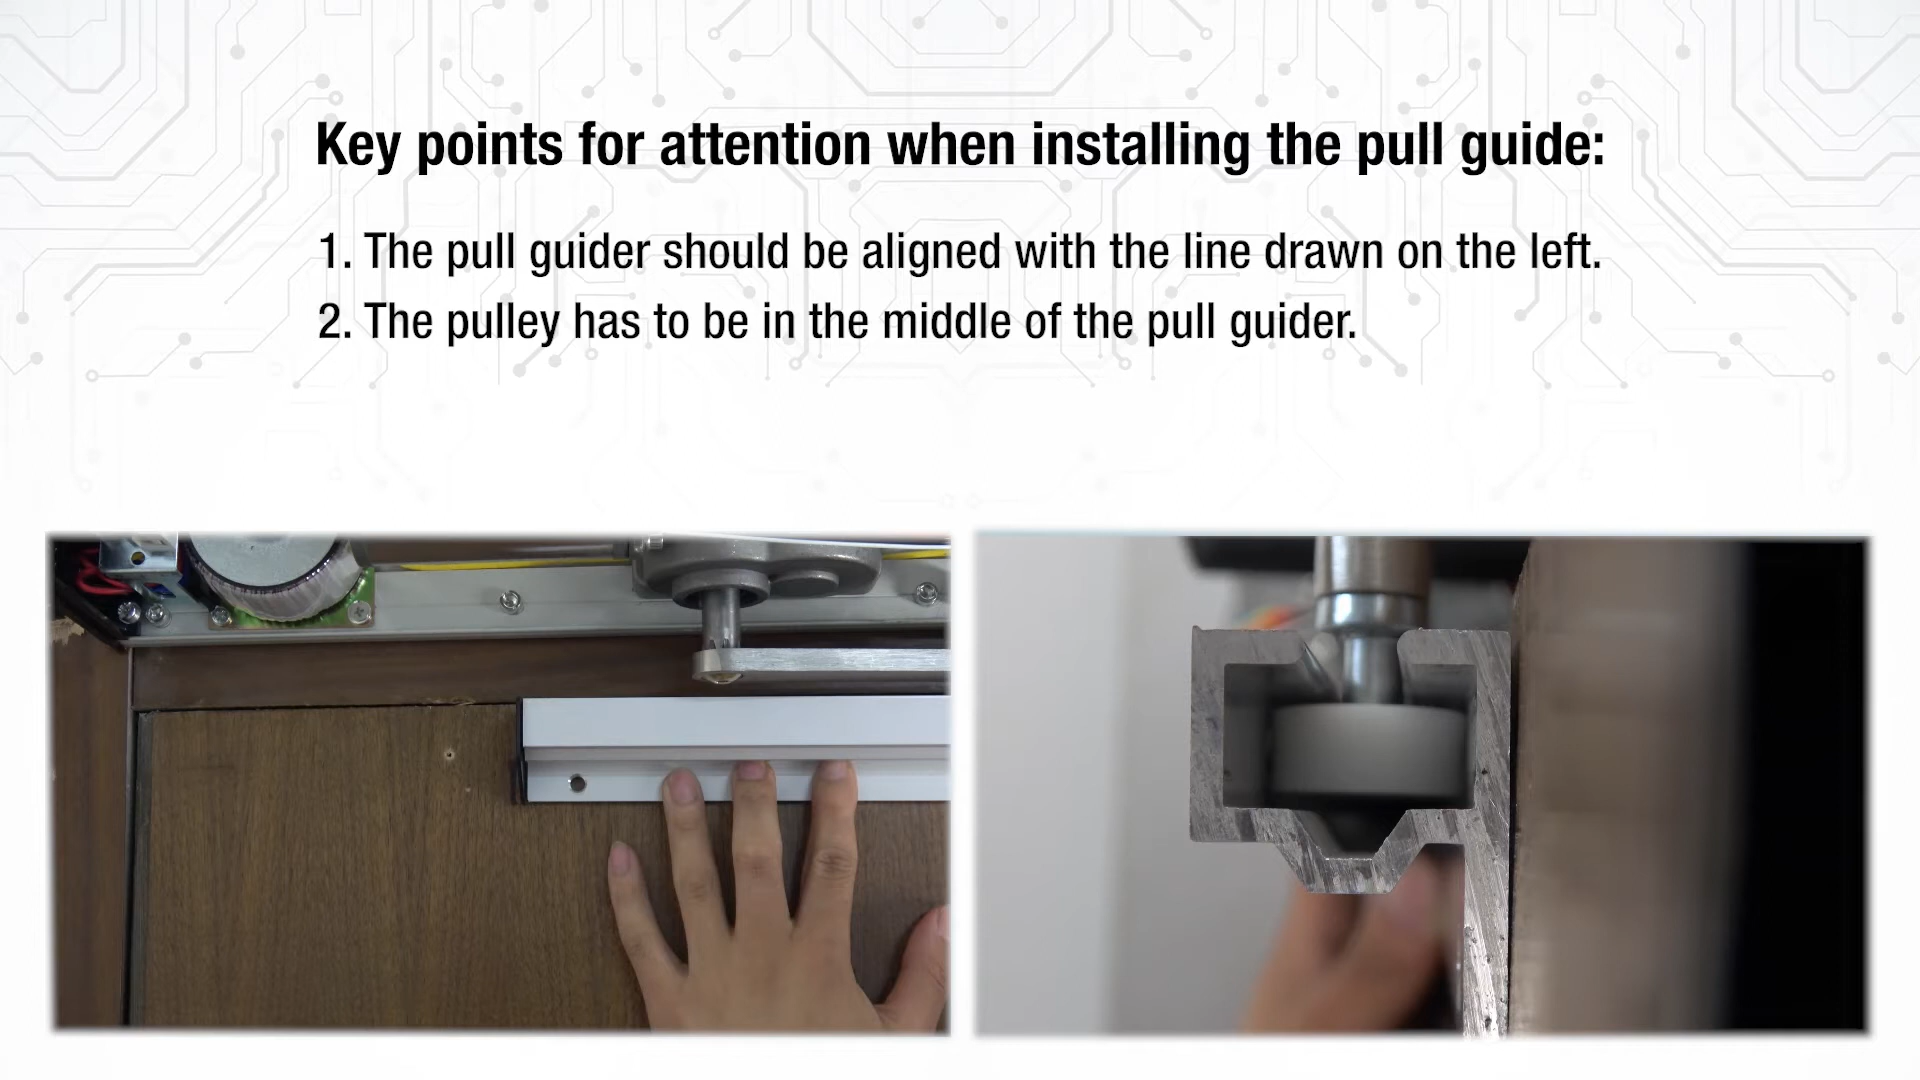 Key points for attention when installing the pull guide:
1. The pull guider should be aligned with the line drawn on the left.
2. The pulley has to be in the middle of the pull guider.